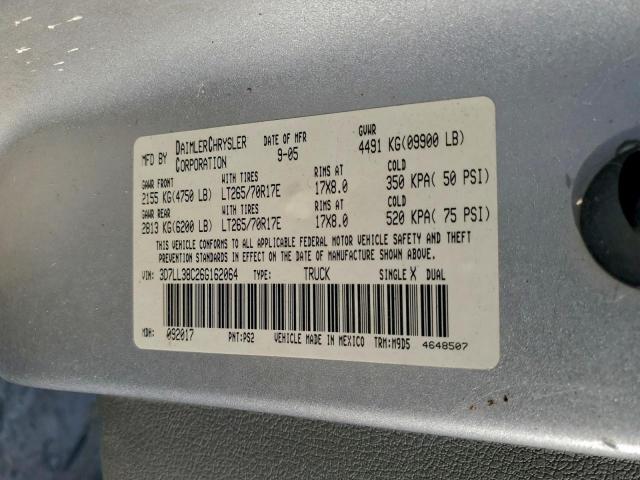 MFD BY DAIMLERCHRYSLER CORPORATION DATE OF MFR 9-05 GVWR 4491 KG(09900 LB)
GAWR FRONT WITH TIRES RIMS AT COLD
2155 KG(4750 LB) LT265/70R17E 17X8.0 350 KPA( 50 PSI)
GAWR REAR WITH TIRES RIMS AT COLD
2813 KG(6200 LB) LT265/70R17E 17X8.0 520 KPA( 75 PSI)
THIS VEHICLE CONFORMS TO ALL APPLICABLE FEDERAL MOTOR VEHICLE SAFETY AND THEFT
PREVENTION STANDARDS IN EFFECT ON THE DATE OF MANUFACTURE SHOWN ABOVE.
VIN: 3D7LL38C26G162064 TYPE: TRUCK SINGLE X DUAL
MDH: 092017 PNT:PS2 VEHICLE MADE IN MEXICO TRM:M9D5 4648507